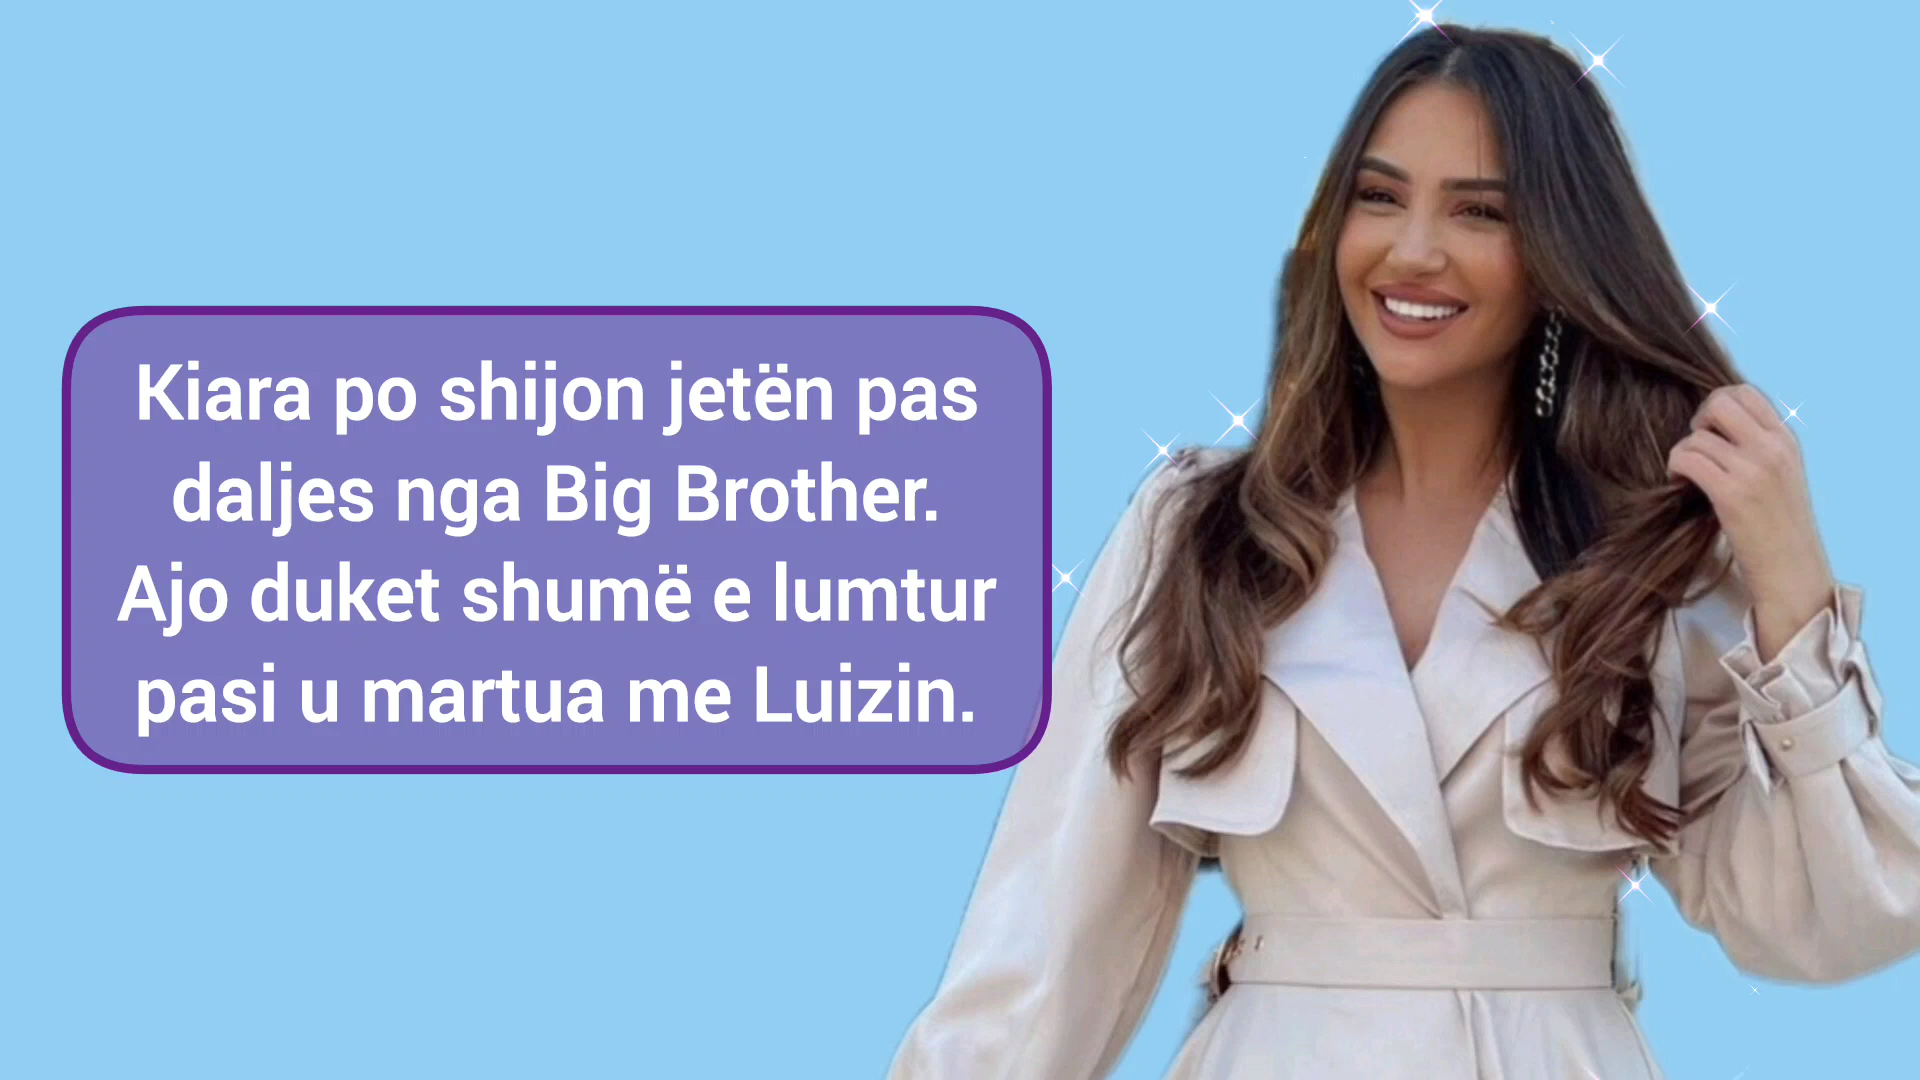 Kiara po shijon jetën pas
daljes nga Big Brother.
Ajo duket shumë e lumtur
pasi u martua me Luizin.